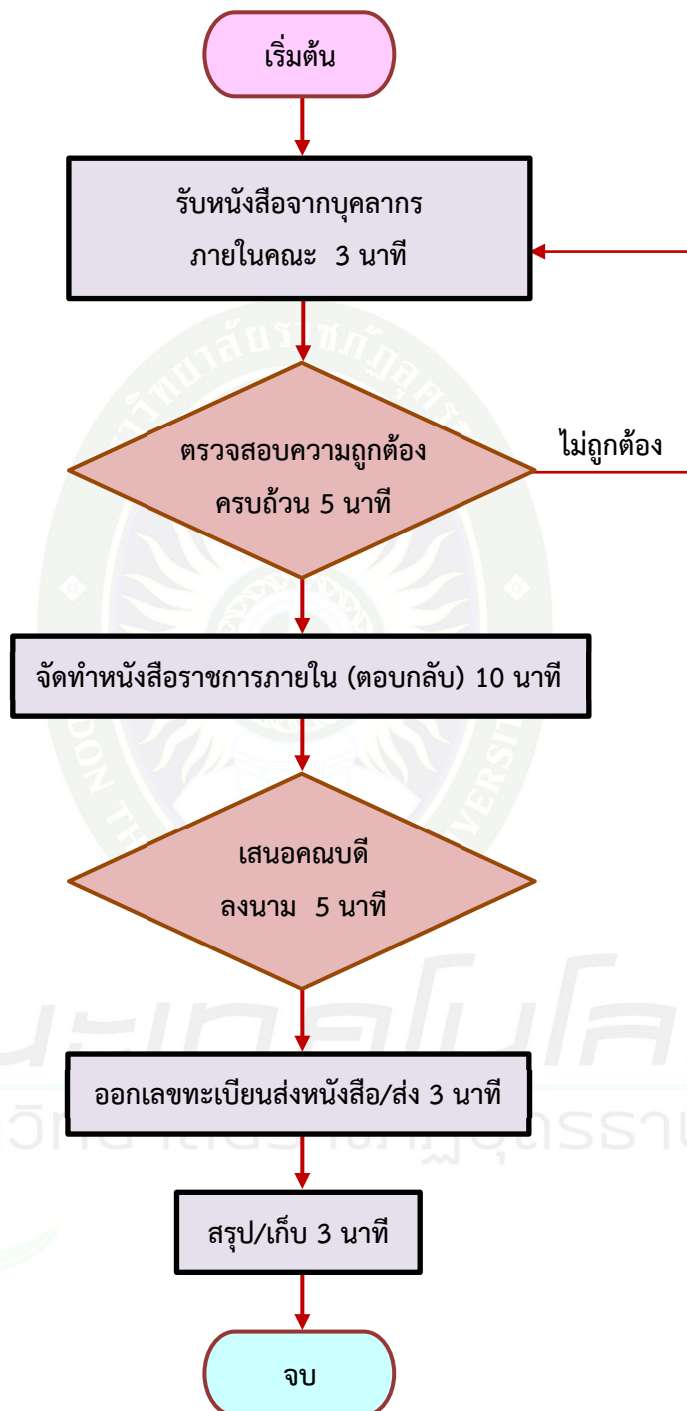 เริ่มต้น
รับหนังสือจากบุคลากร
ภายในคณะ 3 นาที
ตรวจสอบความถูกต้อง
ครบถ้วน 5 นาที
ไม่ถูกต้อง
จัดทำหนังสือราชการภายใน (ตอบกลับ) 10 นาที
เสนอคณบดี
ลงนาม 5 นาที
ออกเลขทะเบียนส่งหนังสือ/ส่ง 3 นาที
สรุป/เก็บ 3 นาที
จบ